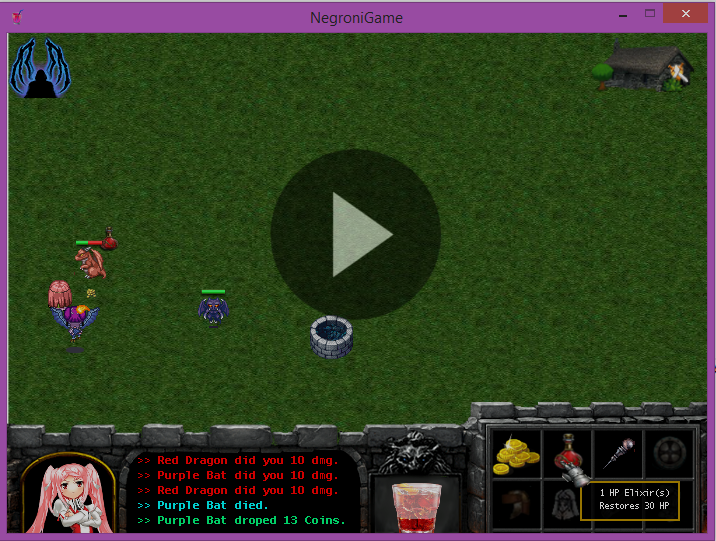 NegroniGame
>> Red Dragon did you 10 dmg.
>> Purple Bat did you 10 dmg.
>> Red Dragon did you 10 dmg.
>> Purple Bat died.
>> Purple Bat droped 13 Coins.
1 HP Elixir(s)
Restores 30 HP